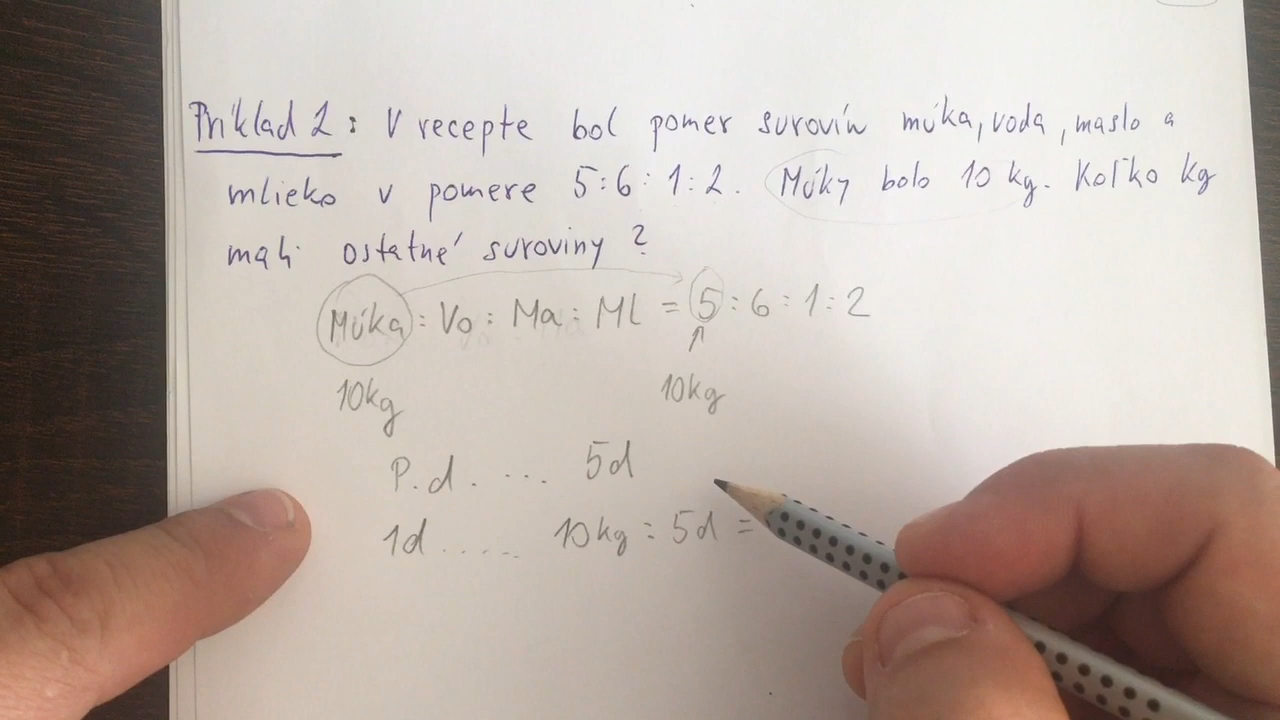 Príklad 2: V recepte bol pomer surovín múka, voda, maslo a
mlieko v pomere 5:6:1:2. Múky bolo 10 kg. Koľko kg
mali ostatné suroviny?
Múka : Vo : Ma : Ml = 5 : 6 : 1 : 2
10kg 10kg
P.d. ... 5d
1d ..... 10kg : 5d =